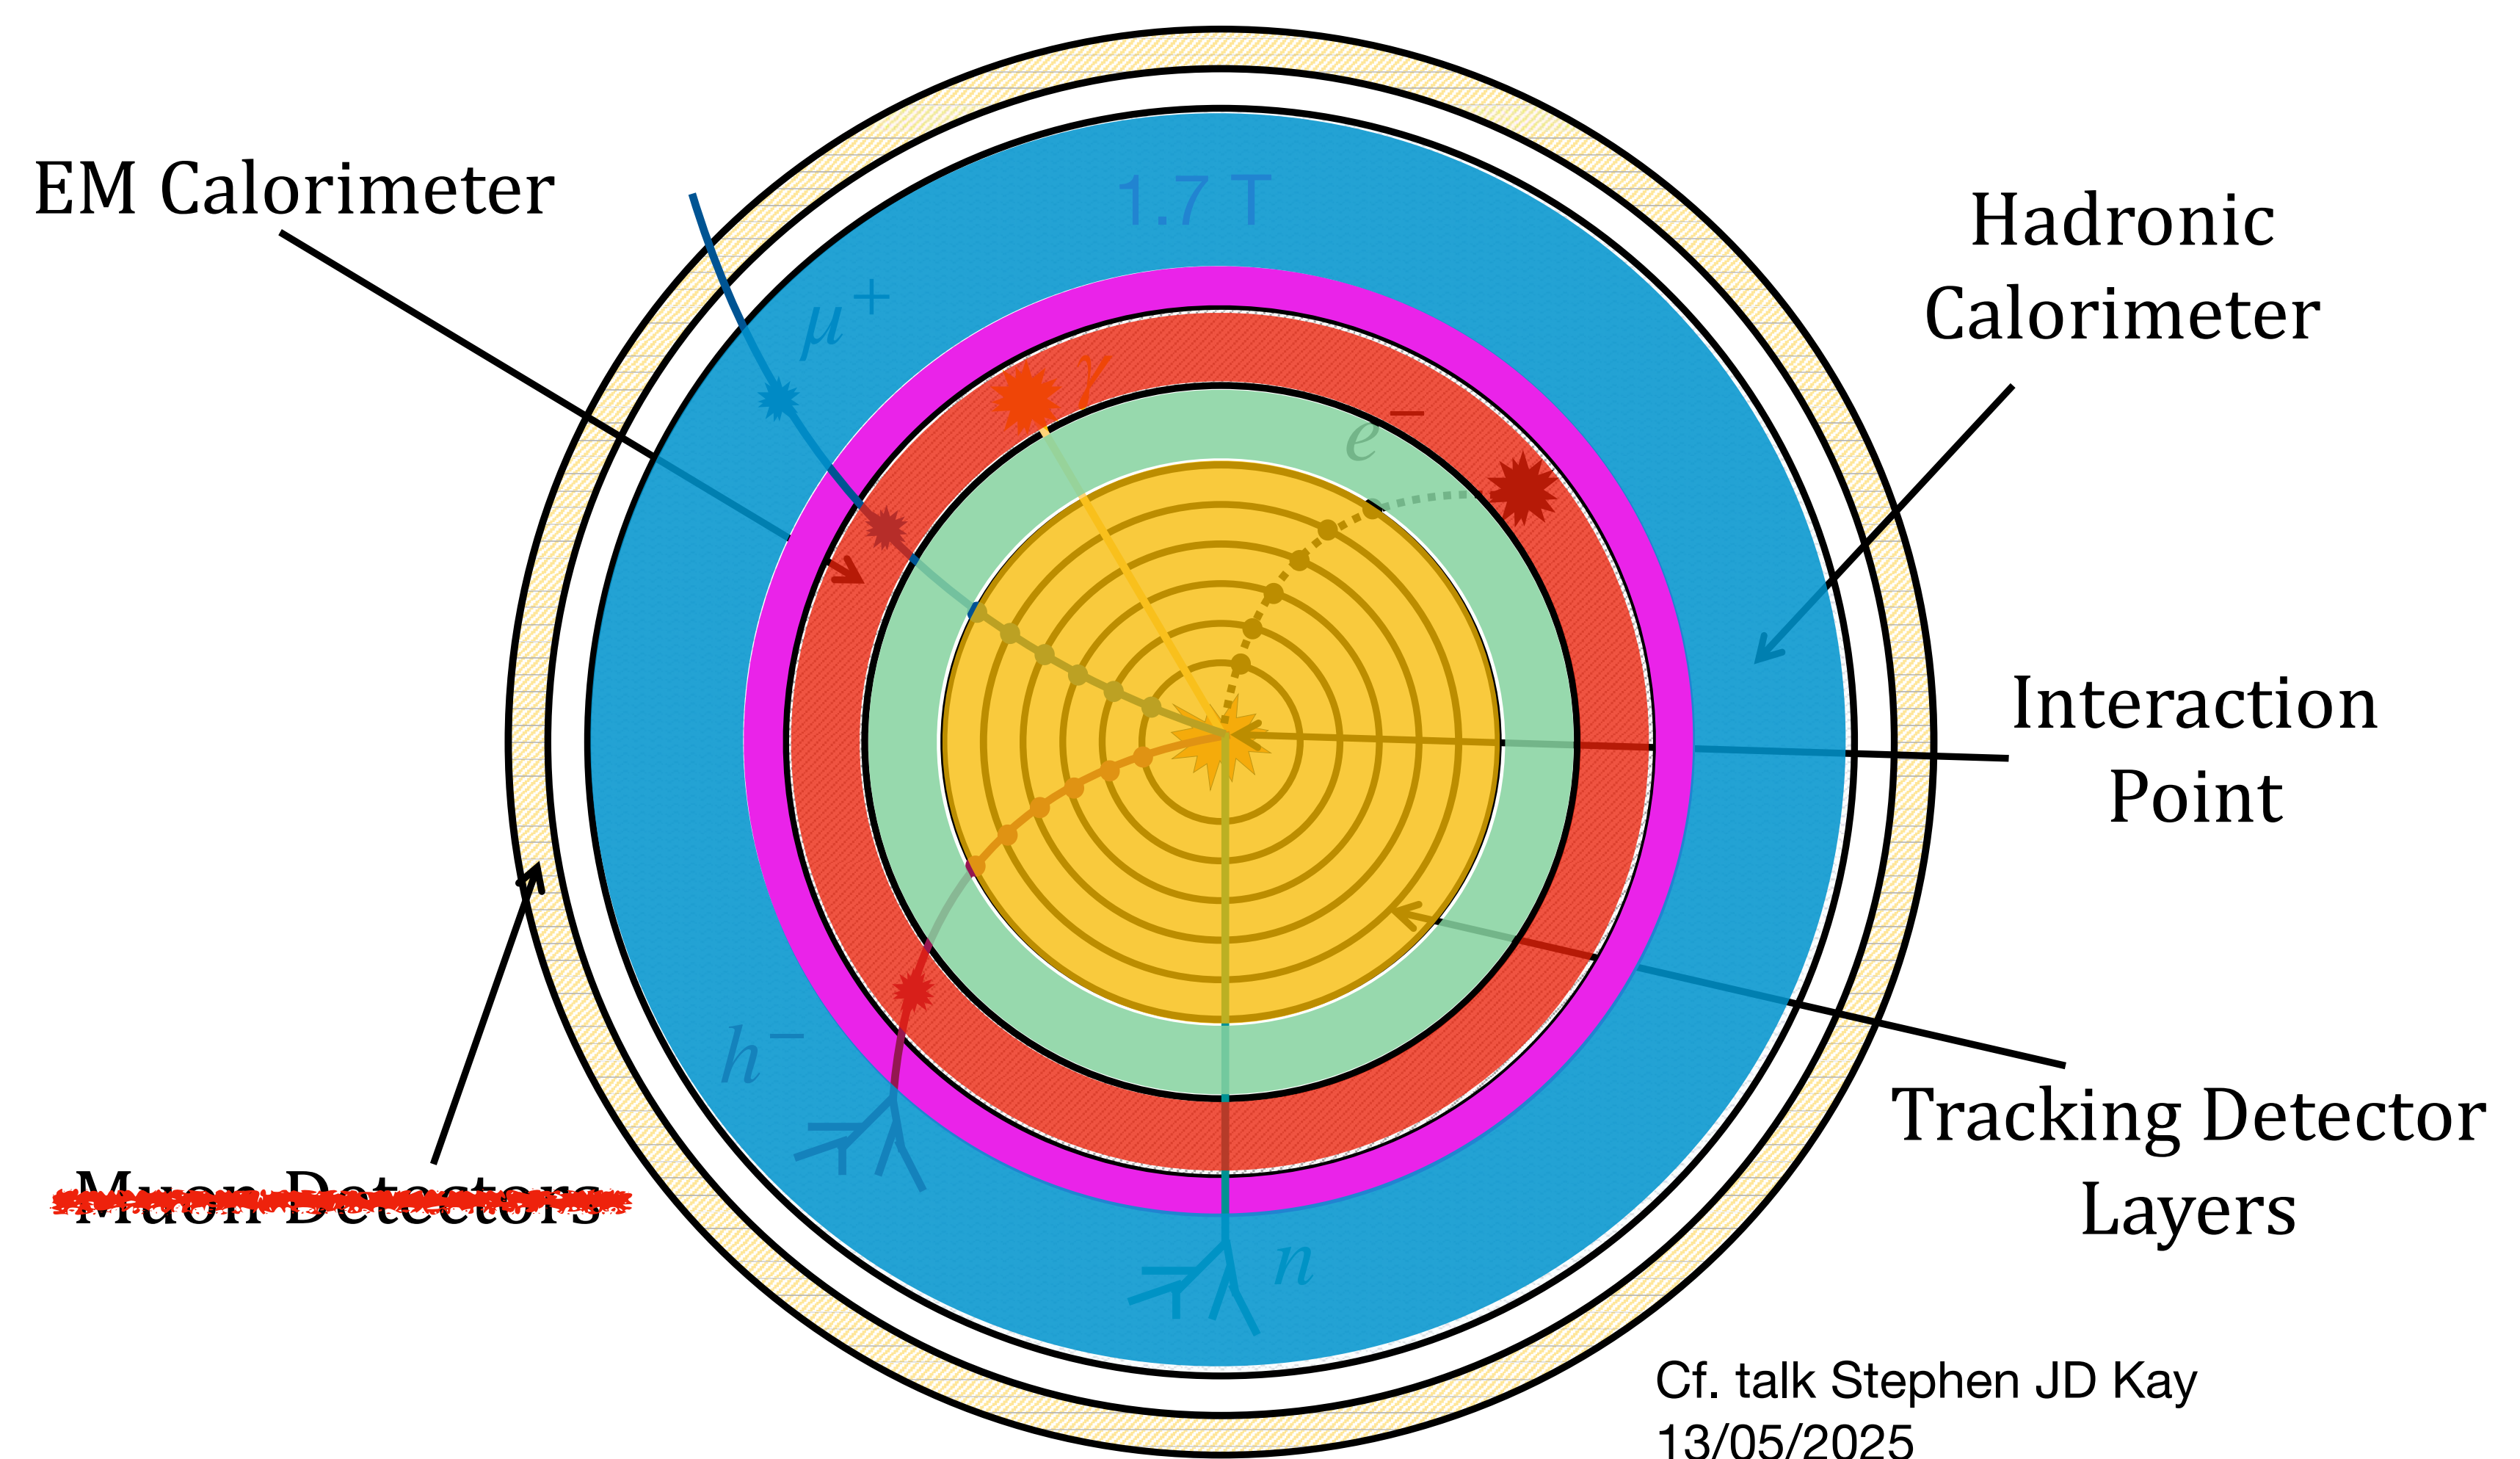 EM Calorimeter
1.7 T
Hadronic
Calorimeter
μ+
γ
e−
Interaction
Point
h−
Tracking Detector
Layers
Muon Detectors
n
Cf. talk Stephen JD Kay
13/05/2025